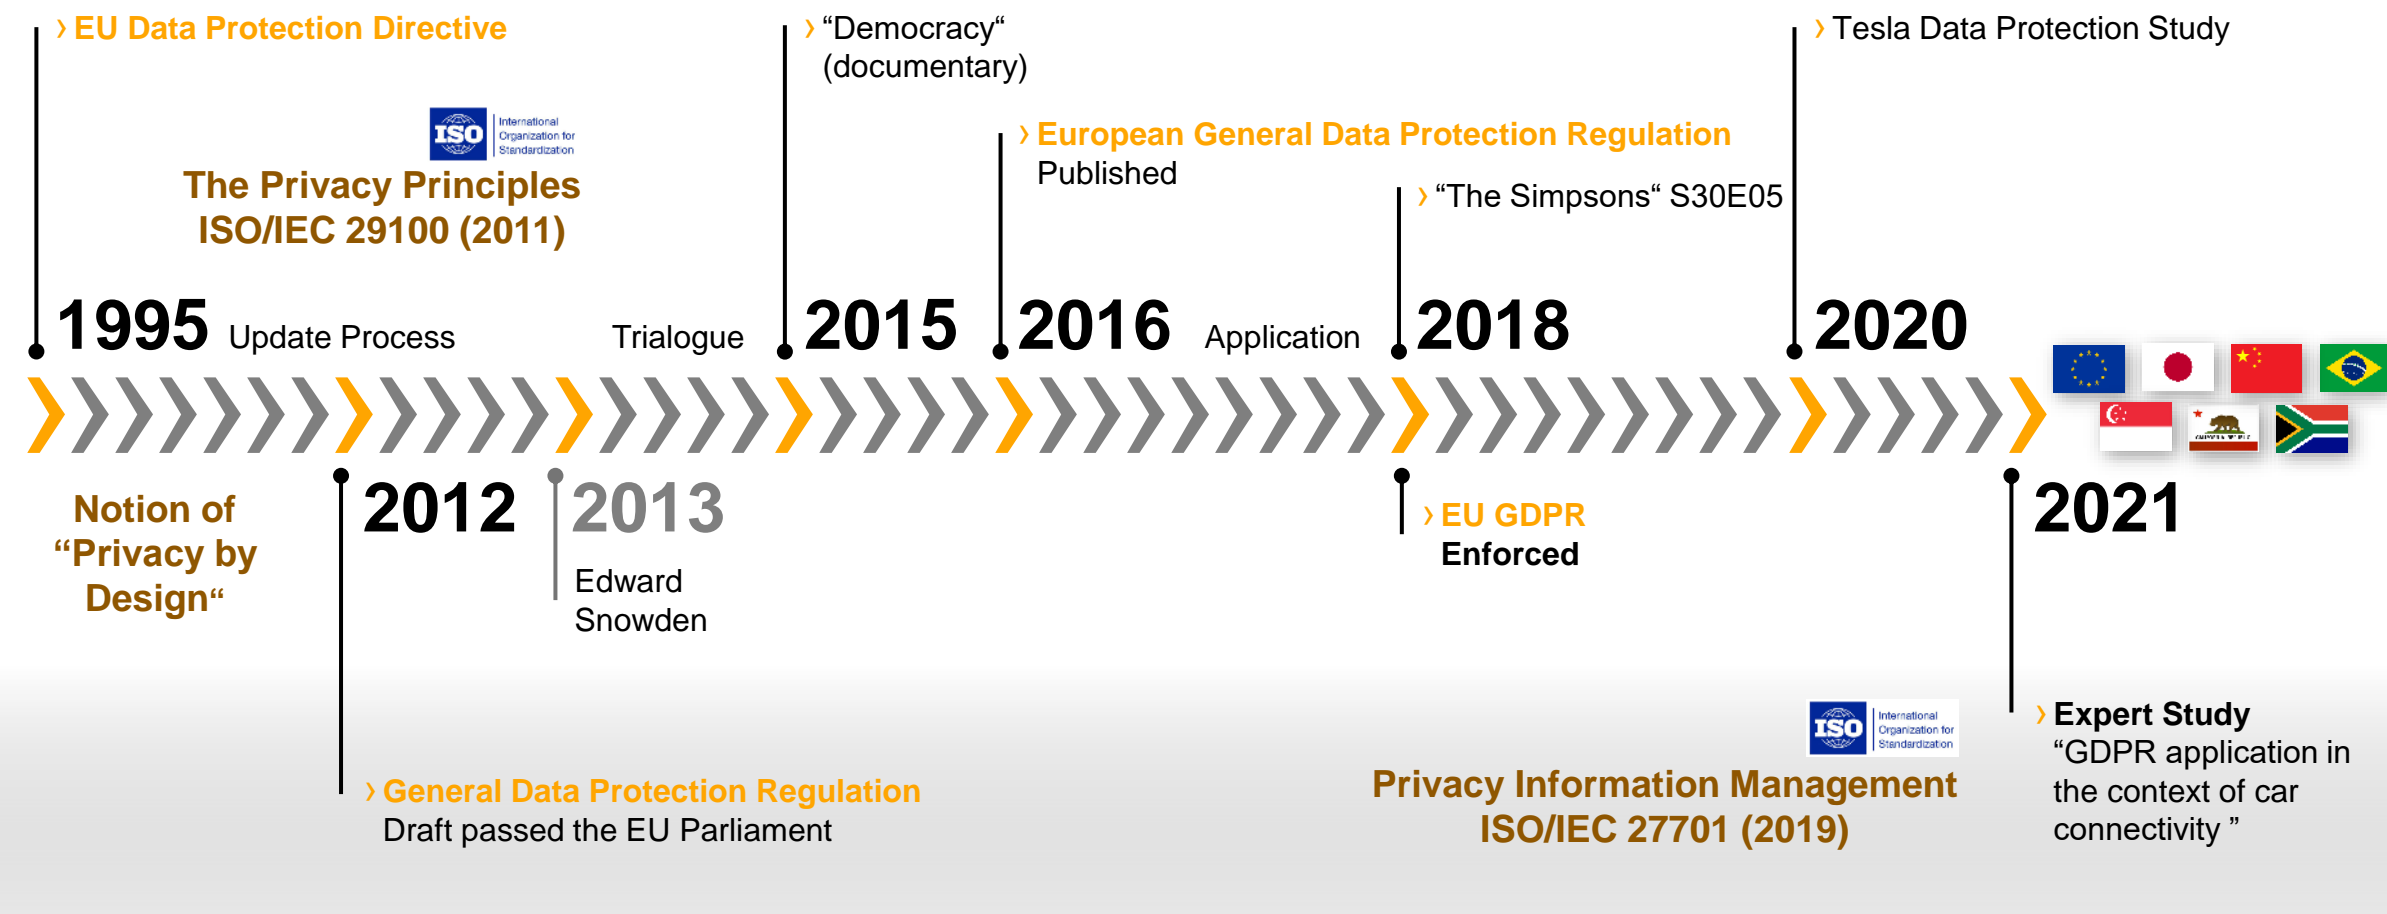 › EU Data Protection Directive
› “Democracy“
(documentary)
› Tesla Data Protection Study
ISO
International
Organization for
Standardization
The Privacy Principles
ISO/IEC 29100 (2011)
› European General Data Protection Regulation
Published
› “The Simpsons“ S30E05
1995
Update Process
Trialogue
2015
2016
Application
2018
2020
Notion of
“Privacy by
Design“
2012
2013
Edward
Snowden
› EU GDPR
Enforced
2021
› General Data Protection Regulation
Draft passed the EU Parliament
ISO
International
Organization for
Standardization
Privacy Information Management
ISO/IEC 27701 (2019)
› Expert Study
“GDPR application in
the context of car
connectivity ”